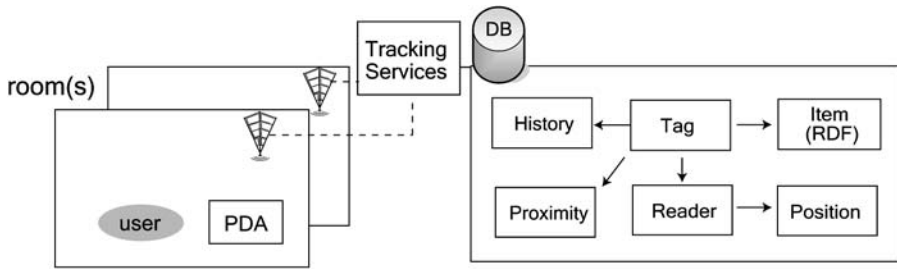 room(s)
user
PDA
Tracking
Services
DB
History
Tag
Item
(RDF)
Proximity
Reader
Position